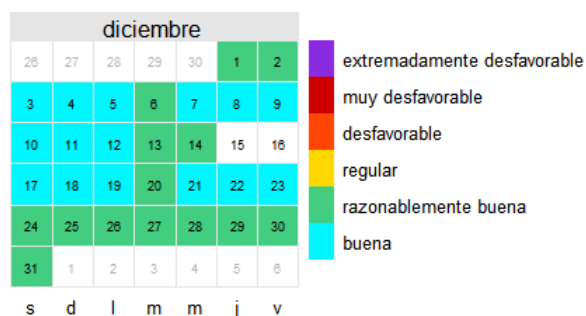 diciembre
26 27 28 29 30 1 2
3 4 5 6 7 8 9
10 11 12 13 14 15 16
17 18 19 20 21 22 23
24 25 26 27 28 29 30
31 1 2 3 4 5 6
s d l m m j v
extremadamente desfavorable
muy desfavorable
desfavorable
regular
razonablemente buena
buena